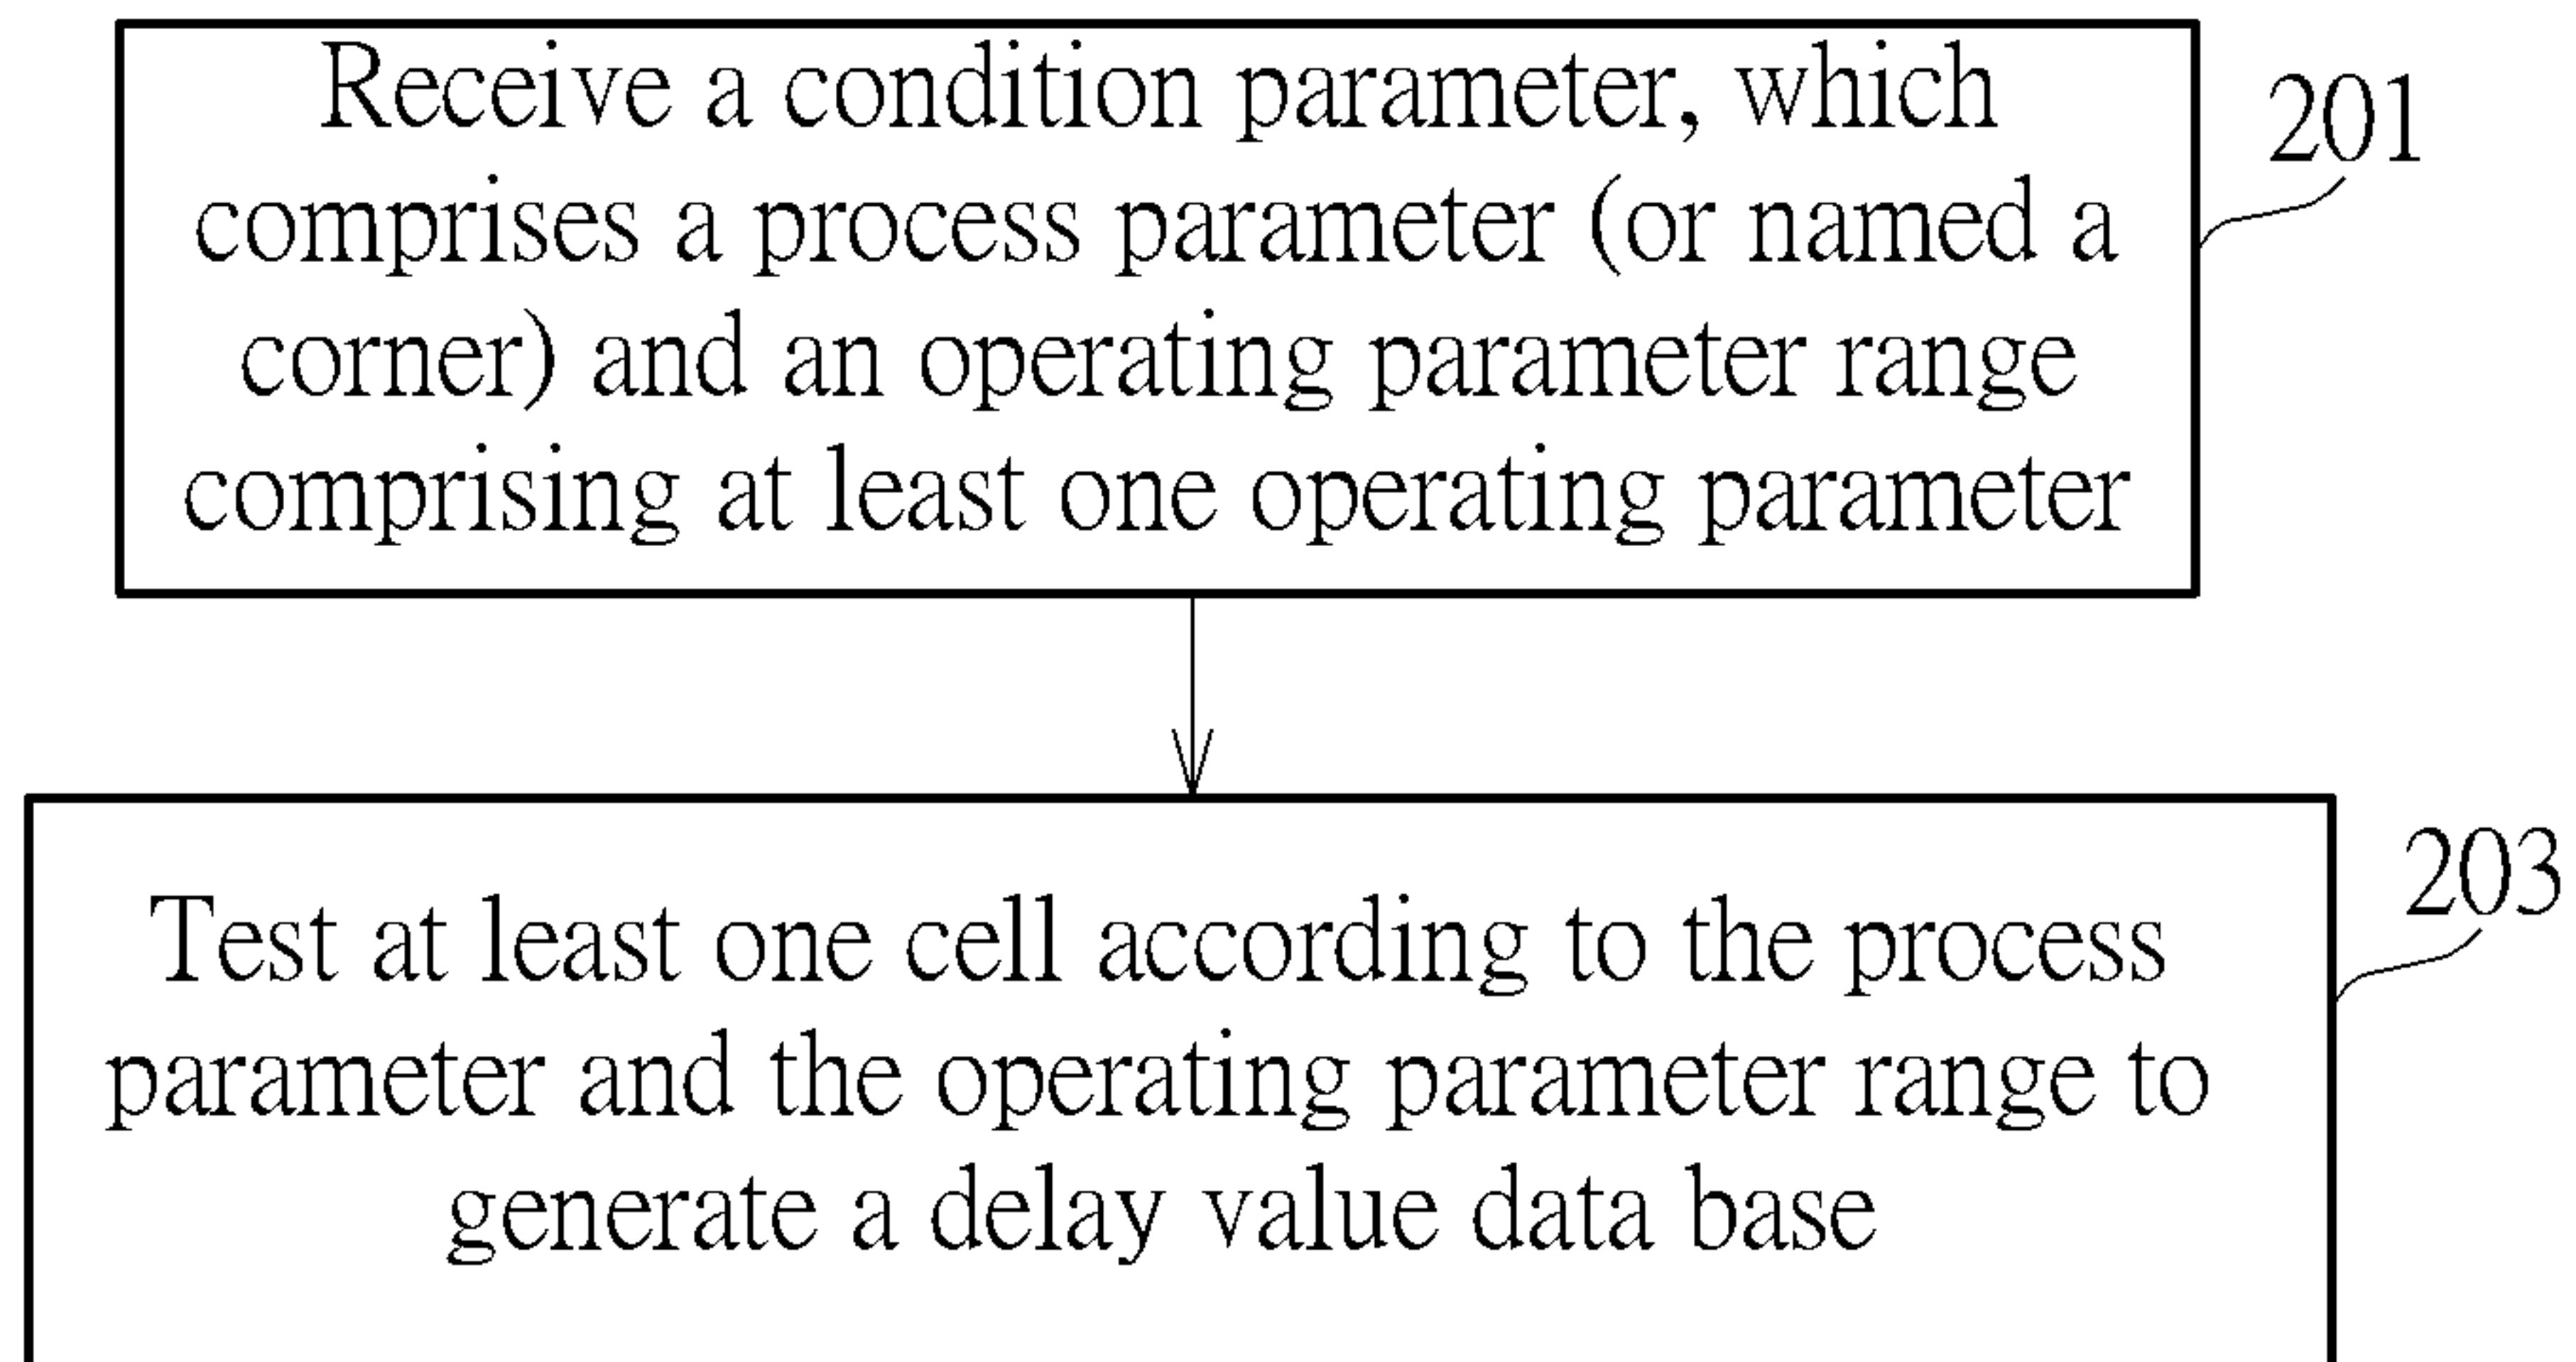 Receive a condition parameter, which
comprises a process parameter (or named a
corner) and an operating parameter range
comprising at least one operating parameter
201
Test at least one cell according to the process
parameter and the operating parameter range to
generate a delay value data base
203